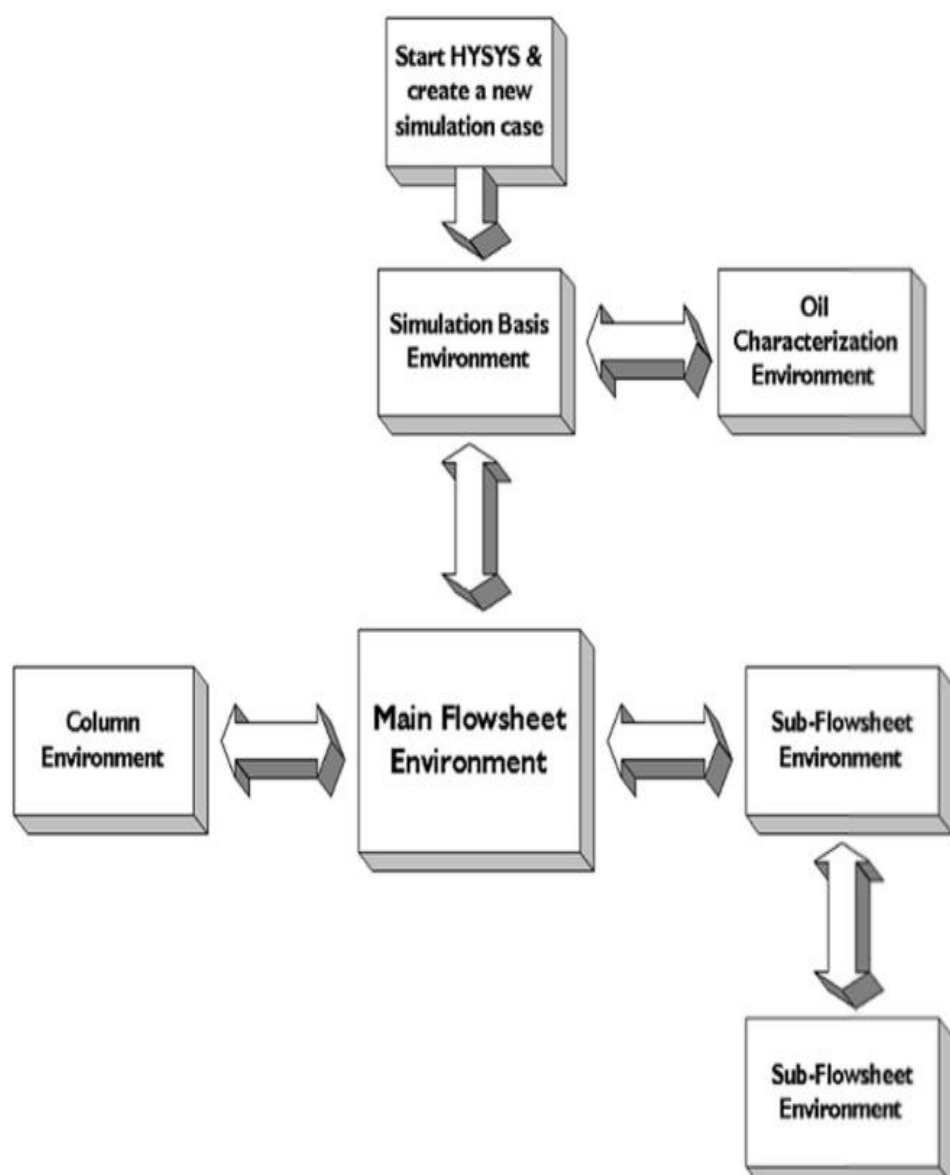 Start HYSYS &
create a new
simulation case
Simulation Basis
Environment
Oil
Characterization
Environment
Column
Environment
Main Flowsheet
Environment
Sub-Flowsheet
Environment
Sub-Flowsheet
Environment